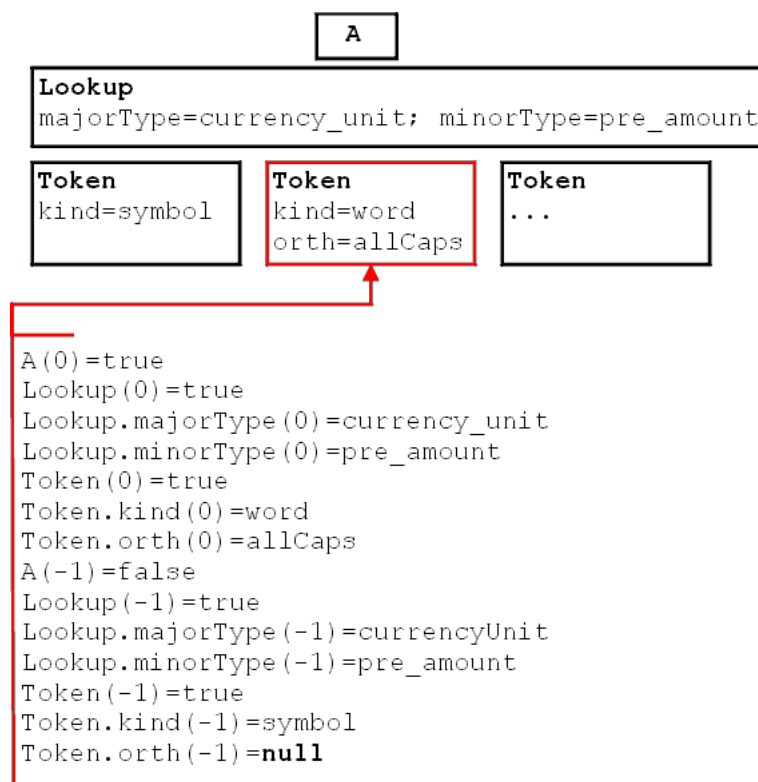 A
Lookup
majorType=currency_unit; minorType=pre_amount
Token Token Token
kind=symbol kind=word ...
orth=allCaps
A(0)=true
Lookup(0)=true
Lookup.majorType(0)=currency_unit
Lookup.minorType(0)=pre_amount
Token(0)=true
Token.kind(0)=word
Token.orth(0)=allCaps
A(-1)=false
Lookup(-1)=true
Lookup.majorType(-1)=currencyUnit
Lookup.minorType(-1)=pre_amount
Token(-1)=true
Token.kind(-1)=symbol
Token.orth(-1)=null